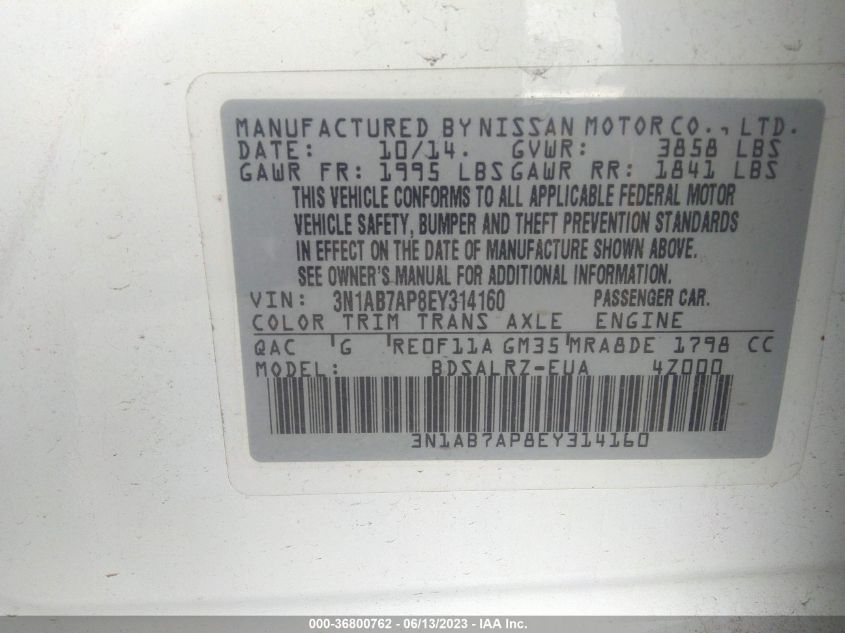 MANUFACTURED BY NISSAN MOTOR CO., LTD.
DATE: 10/14. GVWR: 3858 LBS
GAWR FR: 1995 LBS GAWR RR: 1841 LBS
THIS VEHICLE CONFORMS TO ALL APPLICABLE FEDERAL MOTOR
VEHICLE SAFETY, BUMPER AND THEFT PREVENTION STANDARDS
IN EFFECT ON THE DATE OF MANUFACTURE SHOWN ABOVE.
SEE OWNER'S MANUAL FOR ADDITIONAL INFORMATION.
VIN: 3N1AB7AP8EY314160 PASSENGER CAR.
COLOR TRIM TRANS AXLE ENGINE
QAC G RE0F11A GM35 MRA8DE 1798 CC
MODEL: BDSALRZ-EUA 4Z000
3N1AB7AP8EY314160
000-36800762 - 06/13/2023 - IAA Inc.